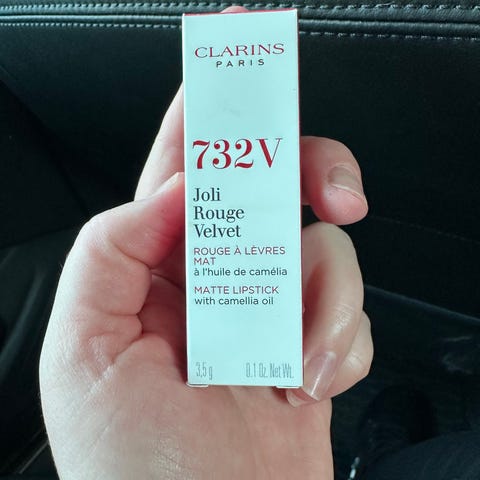 CLARINS
PARIS
732V
Joli
Rouge
Velvet
ROUGE À LÈVRES
MAT
à l'huile de camélia
MATTE LIPSTICK
with camellia oil
3,5 g 0.1 Oz. Net Wt.